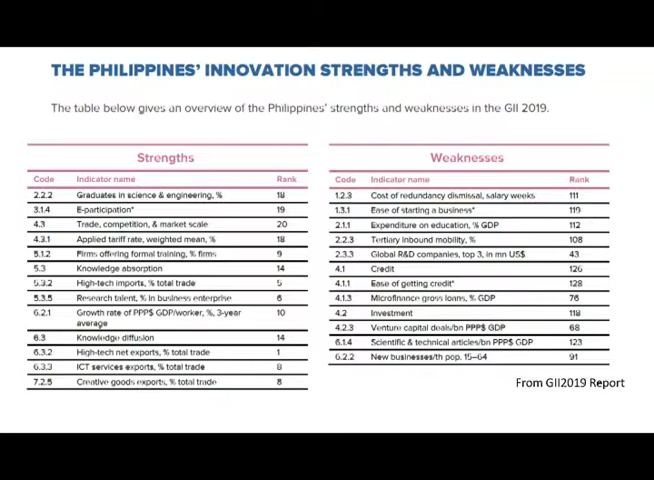 THE PHILIPPINES' INNOVATION STRENGTHS AND WEAKNESSES
The table below gives an overview of the Philippines' strengths and weaknesses in the GII 2019.
Strengths
Code Indicator name Rank
2.2.2 Graduates in science & engineering, % 18
3.1.4 E-participation* 19
4.3 Trade, competition, & market scale 20
4.3.1 Applied tariff rate, weighted mean, % 18
5.1.2 Firms offering formal training, % firms 9
5.3 Knowledge absorption 14
5.3.2 High-tech imports, % total trade 5
5.3.5 Research talent, % in business enterprise 6
6.2.1 Growth rate of PPP$ GDP/worker, %, 3-year 10
average
6.3 Knowledge diffusion 14
6.3.2 High-tech net exports, % total trade 1
6.3.3 ICT services exports, % total trade 8
7.2.5 Creative goods exports, % total trade 8
Weaknesses
Code Indicator name Rank
1.2.3 Cost of redundancy dismissal, salary weeks 111
1.3.1 Ease of starting a business* 119
2.1.1 Expenditure on education, % GDP 112
2.2.3 Tertiary inbound mobility, % 108
2.3.3 Global R&D companies, top 3, in mn US$ 43
4.1 Credit 126
4.1.1 Ease of getting credit* 128
4.1.3 Microfinance gross loans, % GDP 76
4.2 Investment 118
4.2.3 Venture capital deals/bn PPP$ GDP 68
6.1.4 Scientific & technical articles/bn PPP$ GDP 123
6.2.2 New businesses/th pop. 15–64 91
From GII2019 Report